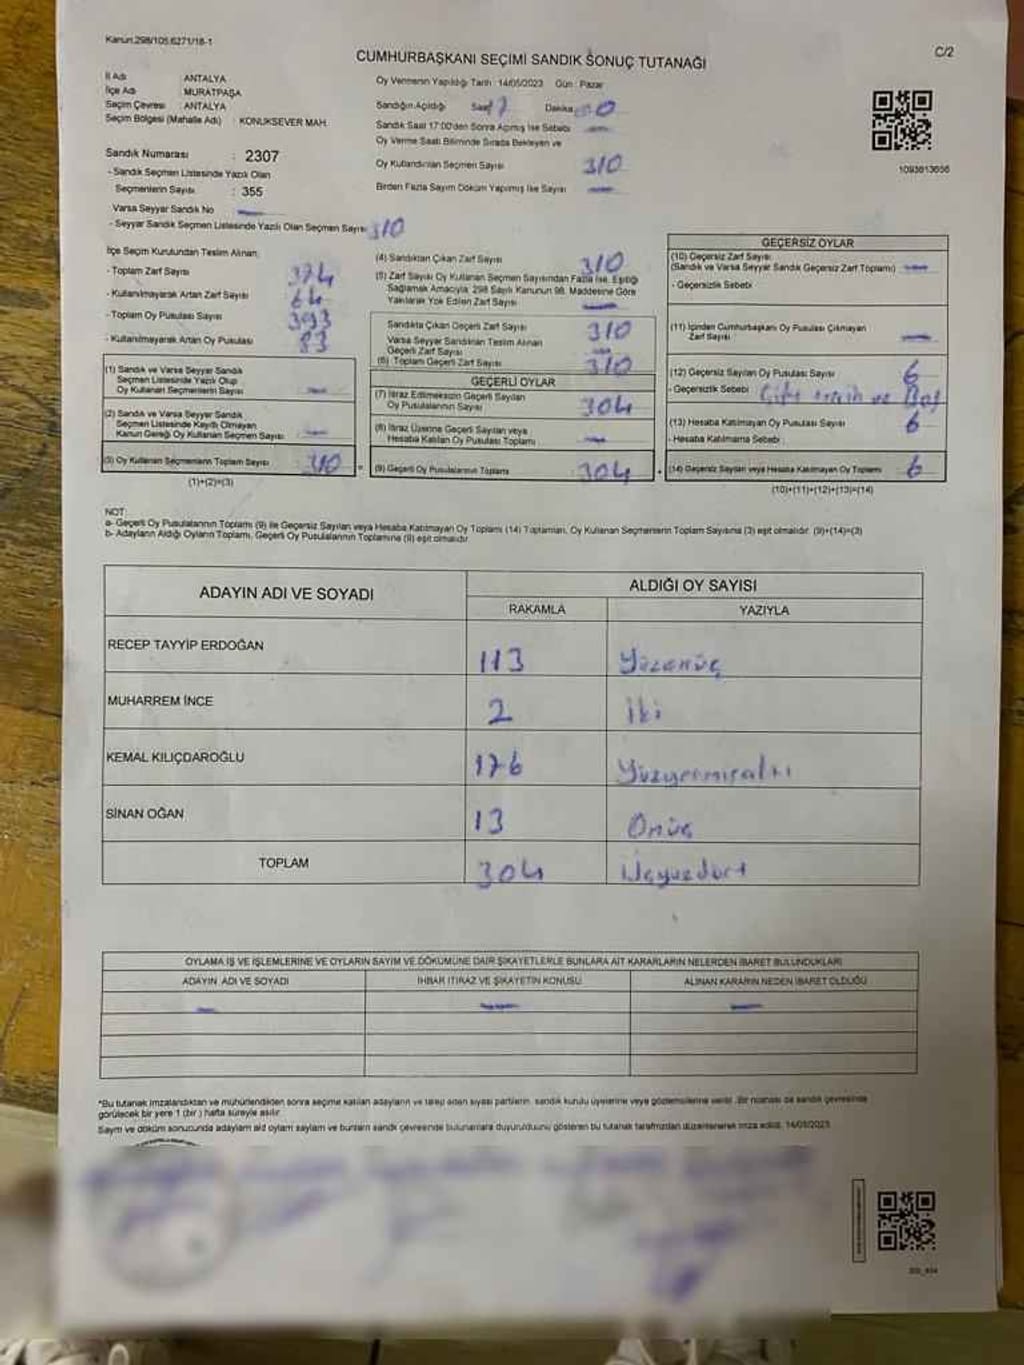 Kanun:298/105.6271/18-1
CUMHURBAŞKANI SEÇİMİ SANDIK SONUÇ TUTANAĞI
C/2
İl Adı ANTALYA
İlçe Adı MURATPAŞA
Seçim Çevresi : ANTALYA
Seçim Bölgesi (Mahalle Adı) : KONUKSEVER MAH.
Oy Vermenin Yapıldığı Tarih : 14/05/2023 Gün : Pazar
Sandığın Açıldığı Saat Dakika
Sandık Saat 17:00'den Sonra Açılmış İse Sebebi
Oy Verme Saati Bitiminde Sırada Bekleyen ve
Oy Kullandırılan Seçmen Sayısı 310
Birden Fazla Sayım Döküm Yapılmış İse Sayısı
1093613656
Sandık Numarası : 2307
- Sandık Seçmen Listesinde Yazılı Olan
Seçmenlerin Sayısı : 355
Varsa Seyyar Sandık No
- Seyyar Sandık Seçmen Listesinde Yazılı Olan Seçmen Sayısı 310
İlçe Seçim Kurulundan Teslim Alınan;
- Toplam Zarf Sayısı 374
- Kullanılmayarak Artan Zarf Sayısı 64
- Toplam Oy Pusulası Sayısı 393
- Kullanılmayarak Artan Oy Pusulası 83
(1) Sandık ve Varsa Seyyar Sandık
Seçmen Listesinde Yazılı Olup
Oy Kullanan Seçmenlerin Sayısı
(2) Sandık ve Varsa Seyyar Sandık
Seçmen Listesinde Kaydı Olmayan
Kanun Gereği Oy Kullanan Seçmen Sayısı
(3) Oy Kullanan Seçmenlerin Toplam Sayısı 310
(1)+(2)=(3)
(4) Sandıktan Çıkan Zarf Sayısı 310
(5) Zarf Sayısı Oy Kullanan Seçmen Sayısından Fazla İse, Eşitliği
Sağlamak Amacıyla; 298 Sayılı Kanunun 98. Maddesine Göre
Yakılarak Yok Edilen Zarf Sayısı
Sandıkta Çıkan Geçerli Zarf Sayısı 310
Varsa Seyyar Sandıktan Teslim Alınan
Geçerli Zarf Sayısı
(6) Toplam Geçerli Zarf Sayısı 310
GEÇERLİ OYLAR
(7) İtiraz Edilmeksizin Geçerli Sayılan
Oy Pusulalarının Sayısı 304
(8) İtiraz Üzerine Geçerli Sayılan veya
Hesaba Katılan Oy Pusulası Toplamı
(9) Geçerli Oy Pusulalarının Toplamı 304
GEÇERSİZ OYLAR
(10) Geçersiz Zarf Sayısı
(Sandık ve Varsa Seyyar Sandık Geçersiz Zarf Toplamı)
- Geçersizlik Sebebi
(11) İçinden Cumhurbaşkanı Oy Pusulası Çıkmayan
Zarf Sayısı
(12) Geçersiz Sayılan Oy Pusulası Sayısı 6
- Geçersizlik Sebebi ve Boş
(13) Hesaba Katılmayan Oy Pusulası Sayısı 6
- Hesaba Katılmama Sebebi :
(14) Geçersiz Sayılan veya Hesaba Katılmayan Oy Toplamı 6
(10)+(11)+(12)+(13)=(14)
NOT:
a- Geçerli Oy Pusulalarının Toplamı (9) ile Geçersiz Sayılan veya Hesaba Katılmayan Oy Toplamı (14) Toplamları, Oy Kullanan Seçmenlerin Toplam Sayısına (3) eşit olmalıdır. (9)+(14)=(3)
b- Adayların Aldığı Oyların Toplamı, Geçerli Oy Pusulalarının Toplamına (9) eşit olmalıdır.
ADAYIN ADI VE SOYADI
ALDIĞI OY SAYISI
RAKAMLA YAZIYLA
RECEP TAYYİP ERDOĞAN 113 Yüzonüç
MUHARREM İNCE 2 İki
KEMAL KILIÇDAROĞLU 176 Yüzyirmişaltı
SİNAN OĞAN 13 Onüç
TOPLAM 304 Üçyüzdört
OYLAMA İŞ VE İŞLEMLERİNE VE OYLARIN SAYIM VE DÖKÜMÜNE DAİR ŞİKAYETLERLE BUNLARA AİT KARARLARIN NELERDEN İBARET BULUNDUKLARI
ADAYIN ADI VE SOYADI İHBAR İTİRAZ VE ŞİKAYETİN KONUSU ALINAN KARARIN NEDEN İBARET OLDUĞU
*Bu tutanak imzalandıktan ve mühürlendikten sonra seçime katılan adayların ve talep eden siyasi partilerin, sandık kurulu üyelerine veya gözlemcilerine verilir. Bir nüshası da sandık çevresinde
görülecek bir yere 1 (bir) hafta süreyle asılır.
Sayım ve döküm sonucunda adayların ald oyların sayıları ve bunların sandık çevresinde bulunanlara duyurulduğunu gösteren bu tutanak tarafımızdan düzenlenerek imza edildi. 14/05/2023